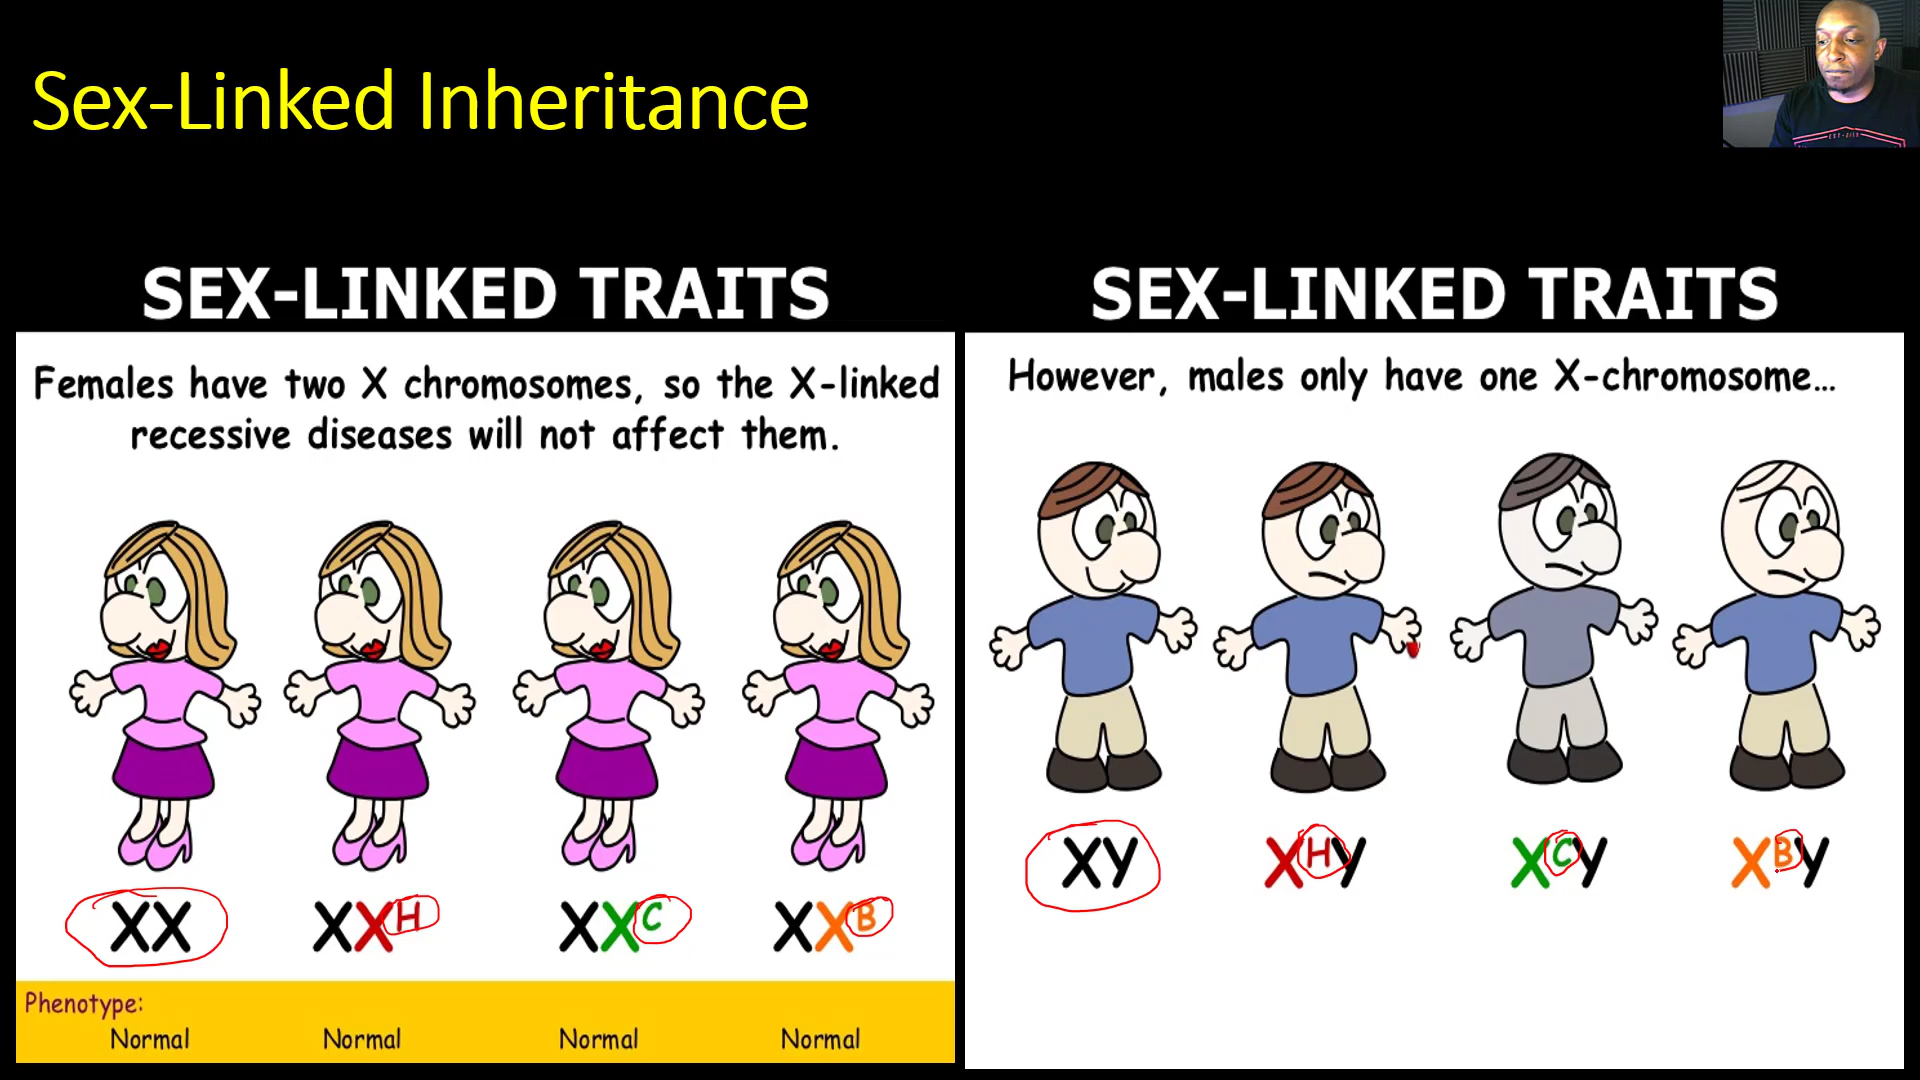 Sex-Linked Inheritance
SEX-LINKED TRAITS
Females have two X chromosomes, so the X-linked
recessive diseases will not affect them.
XX XXH XXC XXB
Phenotype:
Normal Normal Normal Normal
SEX-LINKED TRAITS
However, males only have one X-chromosome...
XY XHY XCY XBY